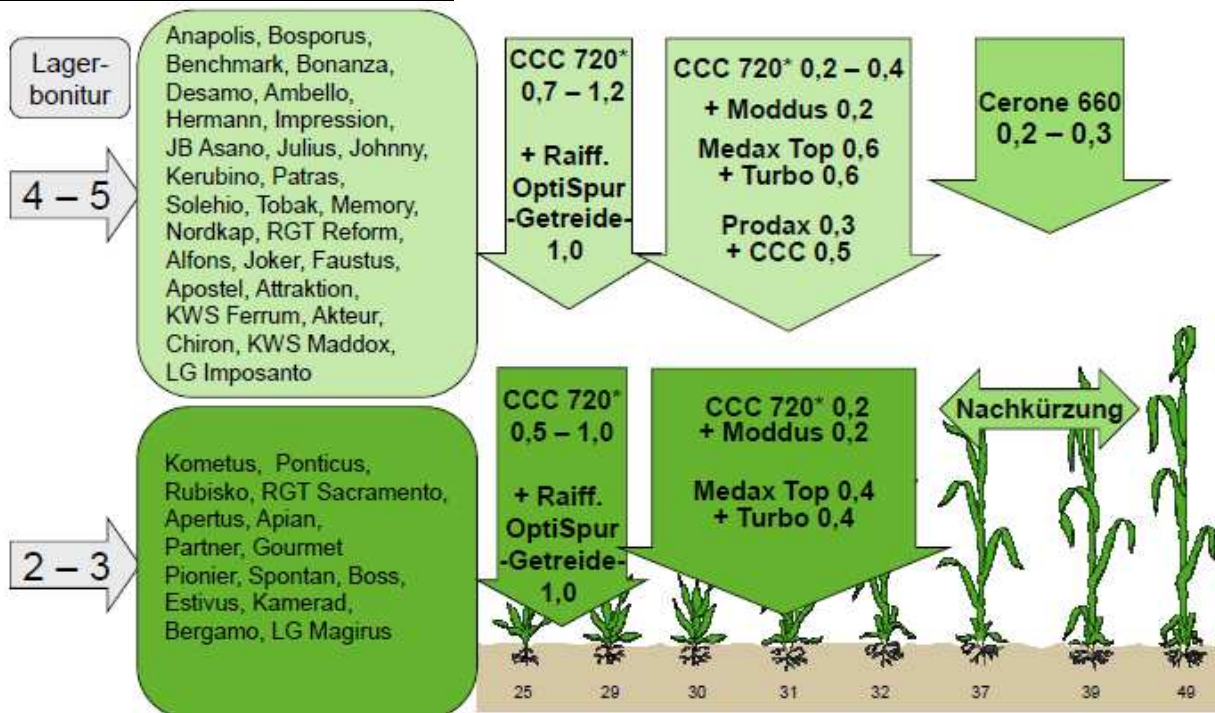 Lager-
bonitur
4 – 5
Anapolis, Bosporus,
Benchmark, Bonanza,
Desamo, Ambello,
Hermann, Impression,
JB Asano, Julius, Johnny,
Kerubino, Patras,
Solehio, Tobak, Memory,
Nordkap, RGT Reform,
Alfons, Joker, Faustus,
Apostel, Attraktion,
KWS Ferrum, Akteur,
Chiron, KWS Maddox,
LG Imposanto
CCC 720*
0,7 – 1,2
+ Raiff.
OptiSpur
-Getreide-
1,0
CCC 720* 0,2 – 0,4
+ Moddus 0,2
Medax Top 0,6
+ Turbo 0,6
Prodax 0,3
+ CCC 0,5
Cerone 660
0,2 – 0,3
2 – 3
Kometus, Ponticus,
Rubisko, RGT Sacramento,
Apertus, Apian,
Partner, Gourmet
Pionier, Spontan, Boss,
Estivus, Kamerad,
Bergamo, LG Magirus
CCC 720*
0,5 – 1,0
+ Raiff.
OptiSpur
-Getreide-
1,0
CCC 720* 0,2
+ Moddus 0,2
Medax Top 0,4
+ Turbo 0,4
Nachkürzung
25 29 30 31 32 37 39 49